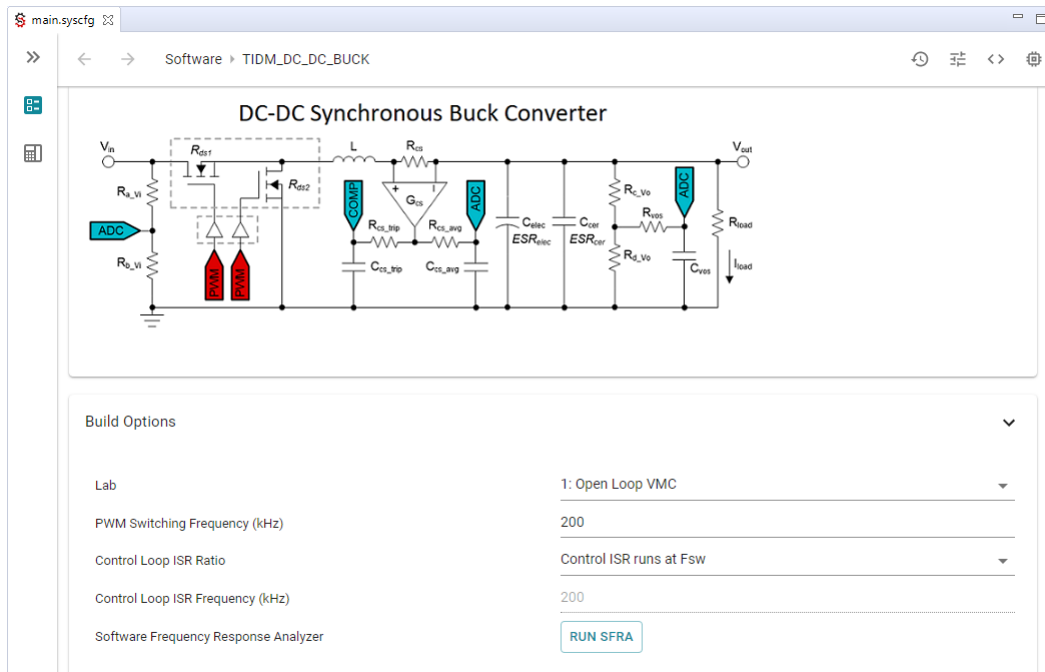 main.syscfg
Software TIDM_DC_DC_BUCK
DC-DC Synchronous Buck Converter
Vin
Rds1
L
Rcs
Vout
Ra_Vi
Rds2
COMP
+
Gcs
ADC
ADC
Rc_Vo
ADC
Rcs_trip
Rcs_avg
Celec
Ccer
Rvos
Rload
ESRelec
ESRcer
Rb_Vi
PWM
PWM
Ccs_trip
Ccs_avg
Rd_Vo
Cvos
Iload
Build Options
Lab
1: Open Loop VMC
PWM Switching Frequency (kHz)
200
Control Loop ISR Ratio
Control ISR runs at Fsw
Control Loop ISR Frequency (kHz)
200
Software Frequency Response Analyzer
RUN SFRA